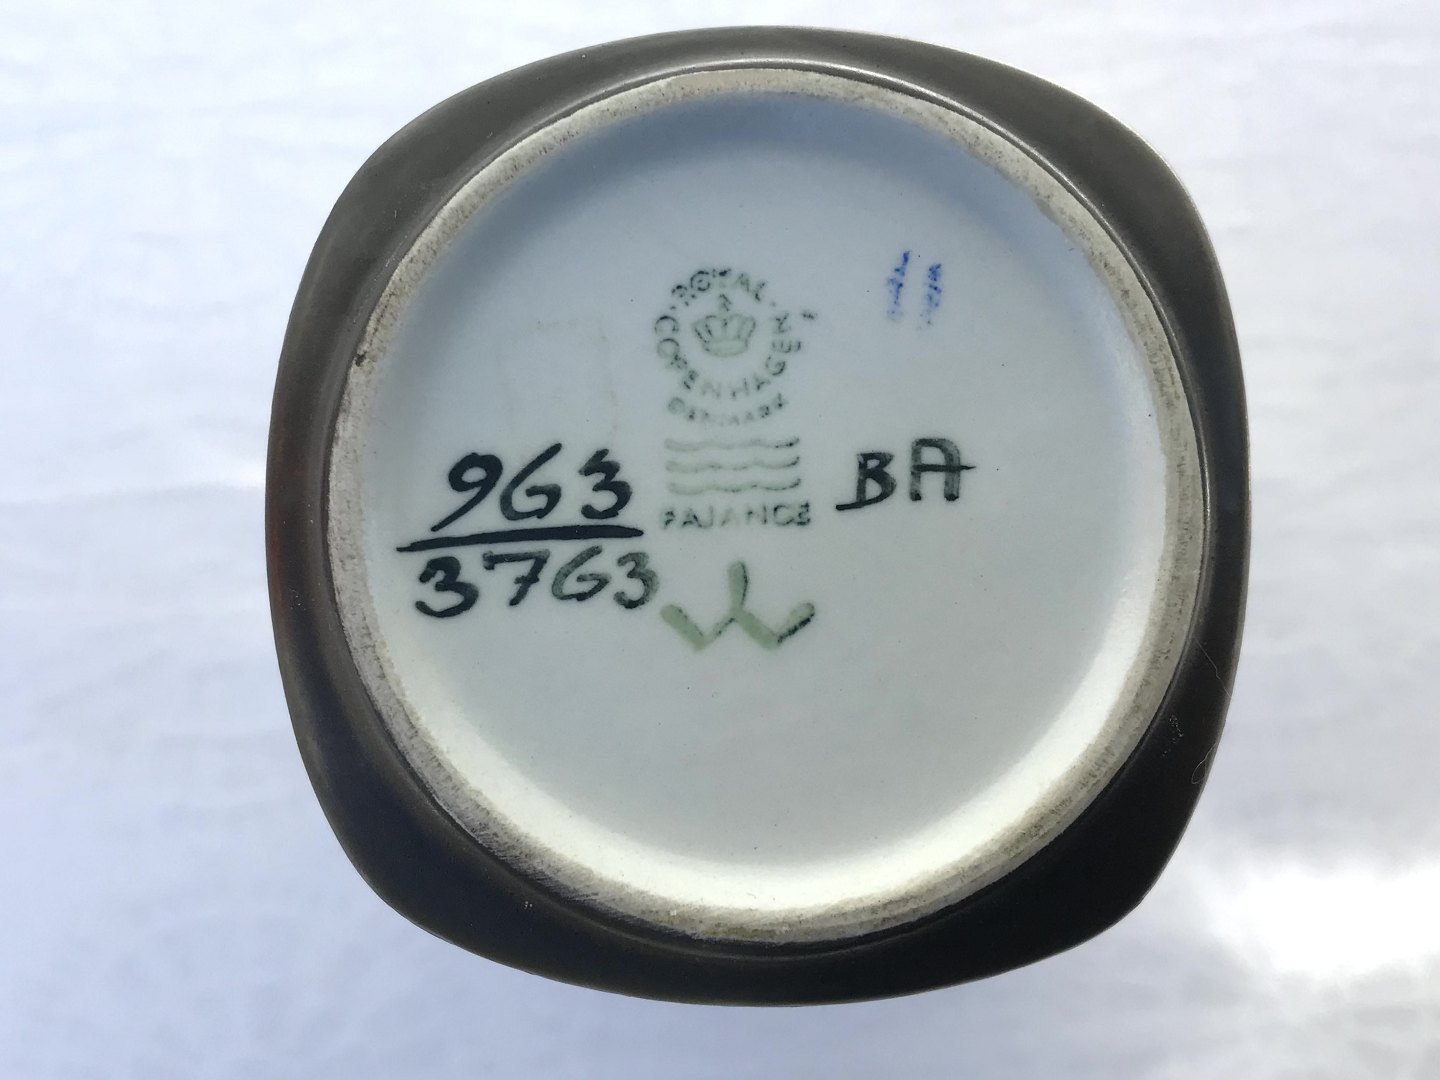 ROYAL COPENHAGEN
DENMARK
FAJANCE
963
3763
BA